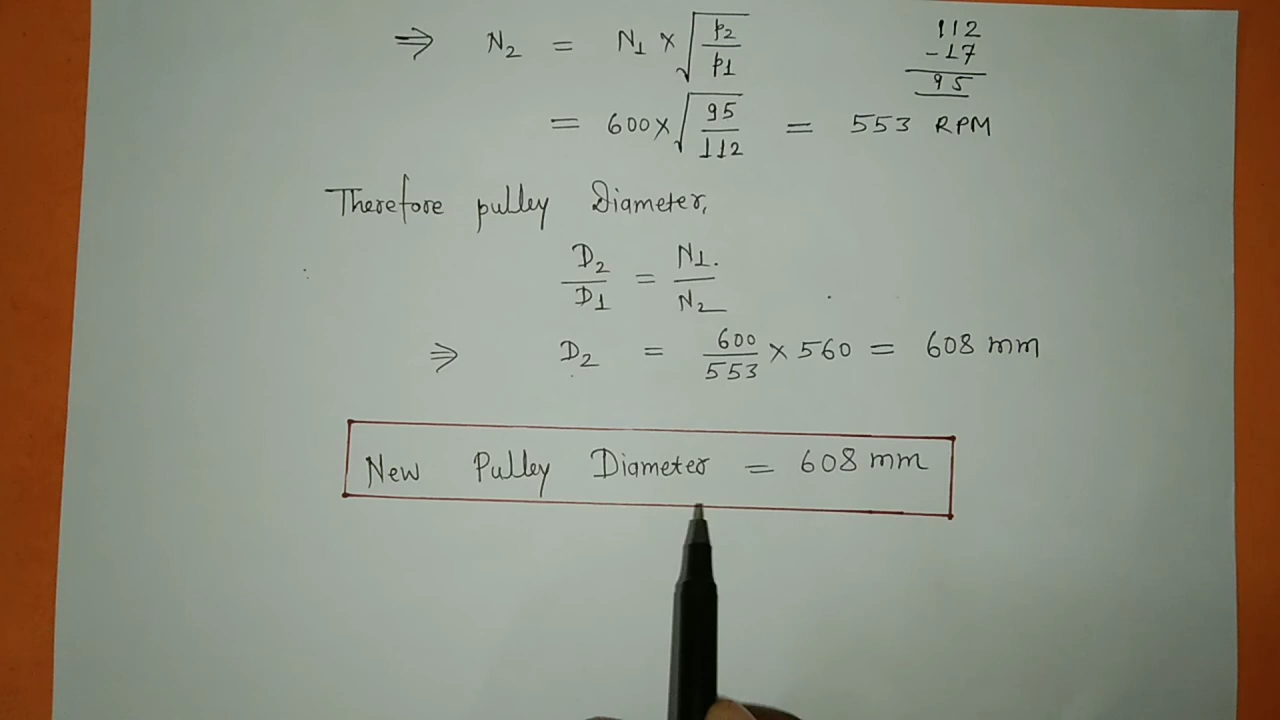 ⇒ N₂ = N₁ × √(p₂/p₁)
112
-17
95
= 600 × √(95/112) = 553 RPM
Therefore pulley Diameter,
D₂/D₁ = N₁./N₂
⇒ D₂ = 600/553 × 560 = 608 mm
New Pulley Diameter = 608 mm